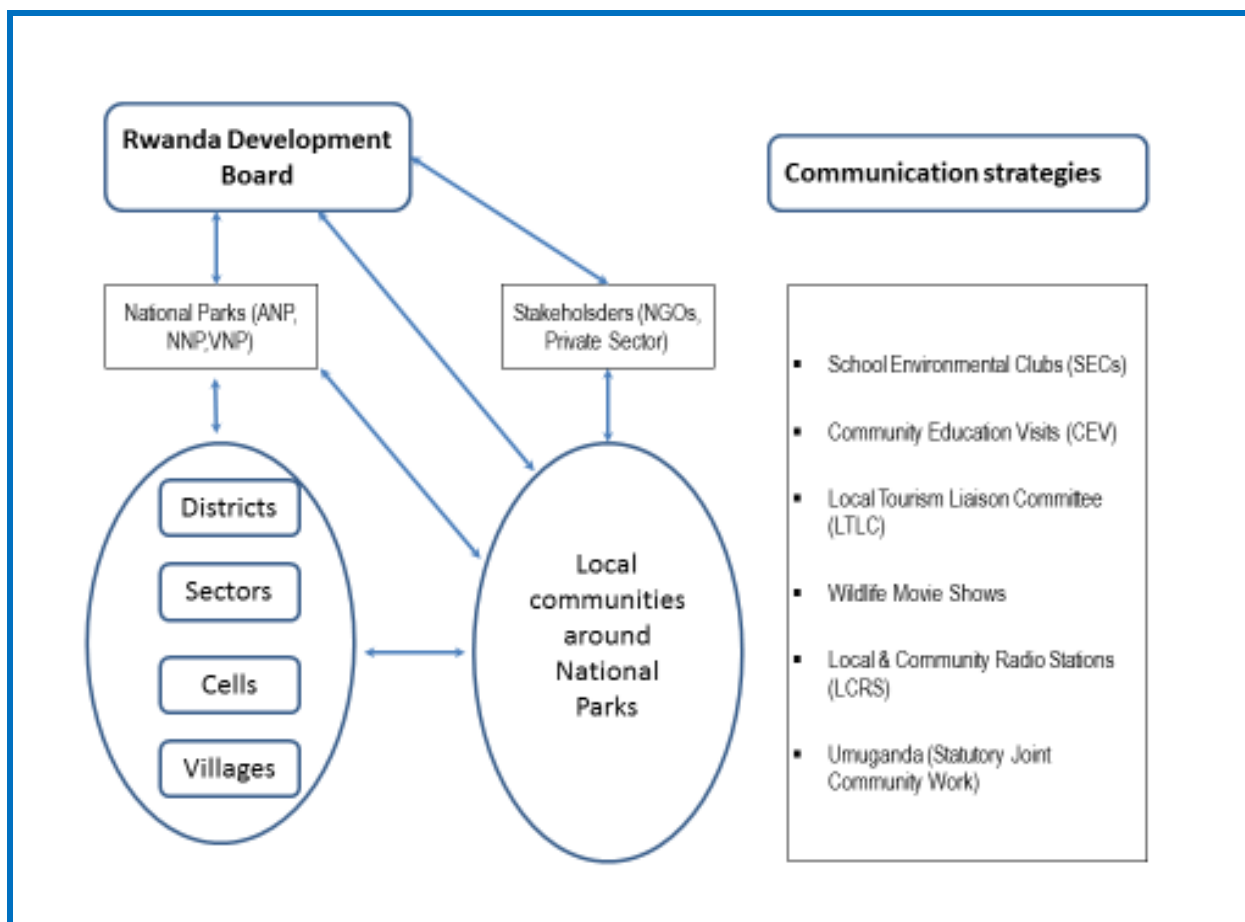 Rwanda Development
Board
Communication strategies
National Parks (ANP,
NNP,VNP)
Stakeholsders (NGOs,
Private Sector)
Districts
Sectors
Cells
Villages
Local
communities
around
National
Parks
▪ School Environmental Clubs (SECs)
▪ Community Education Visits (CEV)
▪ Local Tourism Liaison Committee
(LTLC)
▪ Wildlife Movie Shows
▪ Local & Community Radio Stations
(LCRS)
▪ Umuganda (Statutory Joint
Community Work)